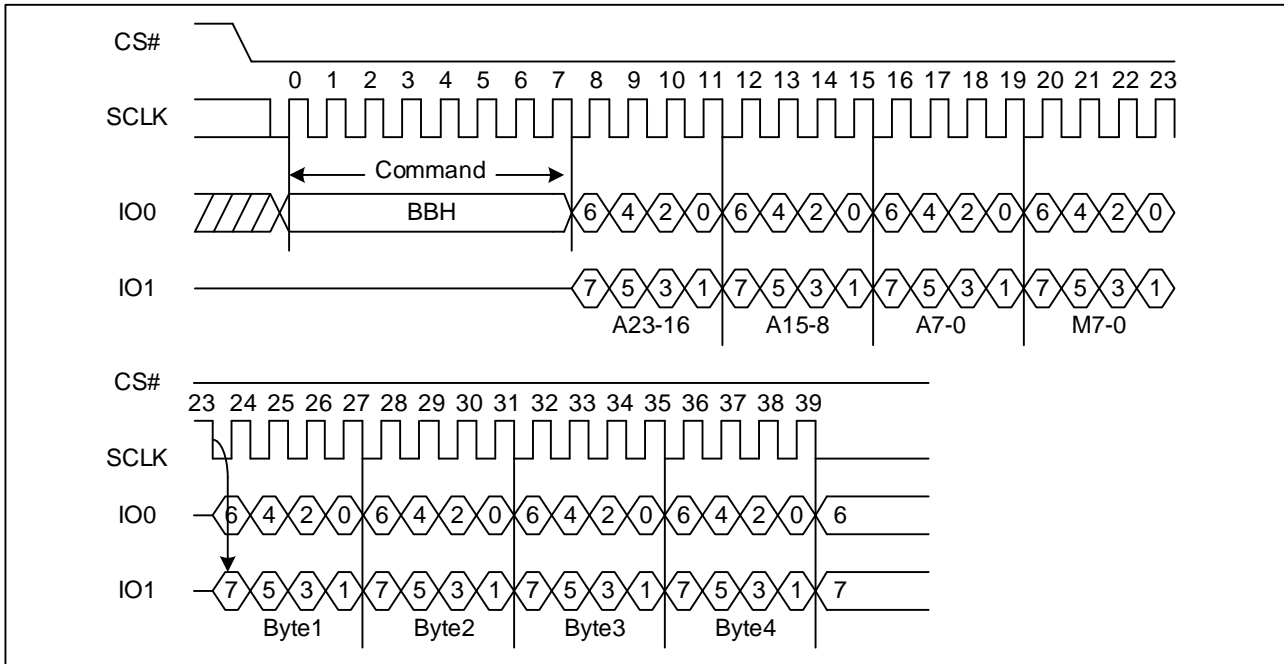 CS#
0 1 2 3 4 5 6 7 8 9 10 11 12 13 14 15 16 17 18 19 20 21 22 23
SCLK
Command
IO0 BBH 6 4 2 0 6 4 2 0 6 4 2 0 6 4 2 0
IO1 7 5 3 1 7 5 3 1 7 5 3 1 7 5 3 1
A23-16 A15-8 A7-0 M7-0
CS#
23 24 25 26 27 28 29 30 31 32 33 34 35 36 37 38 39
SCLK
IO0 6 4 2 0 6 4 2 0 6 4 2 0 6 4 2 0 6
IO1 7 5 3 1 7 5 3 1 7 5 3 1 7 5 3 1 7
Byte1 Byte2 Byte3 Byte4